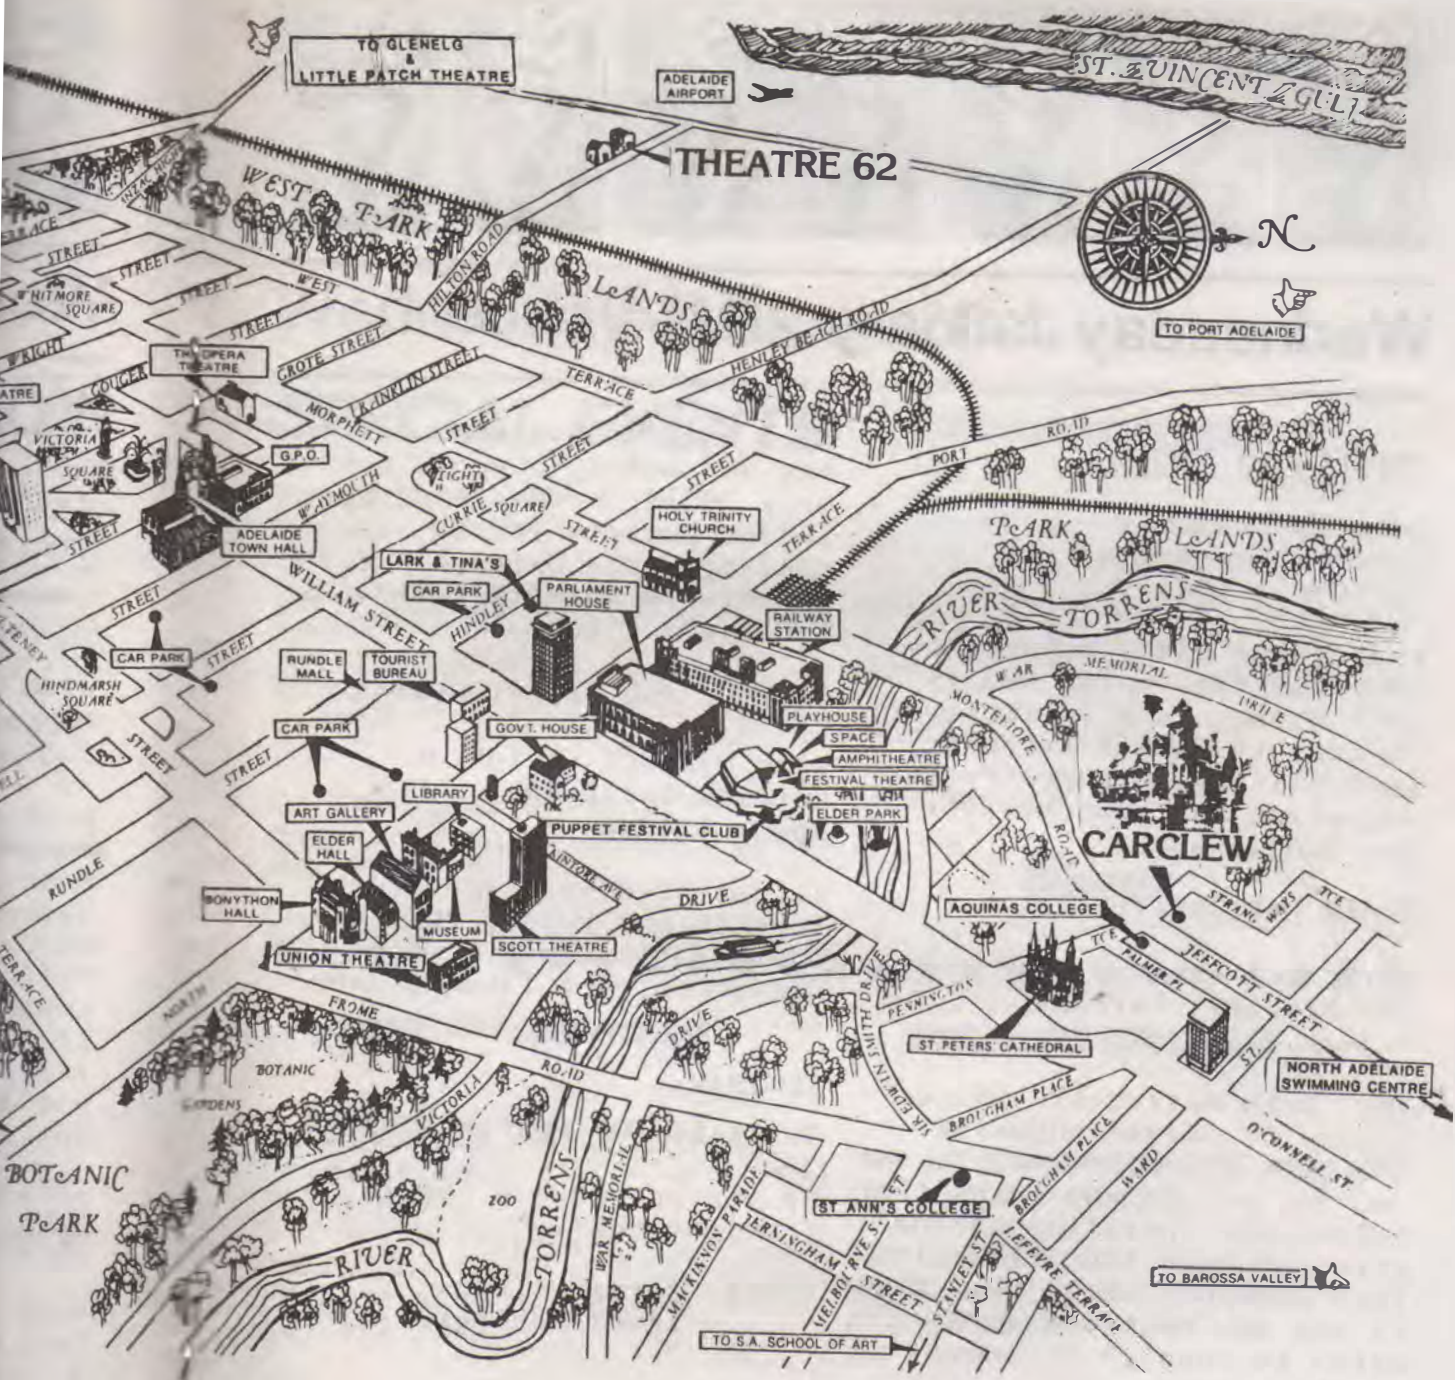 TO GLENELG
&
LITTLE PATCH THEATRE
ADELAIDE
AIRPORT
ST. VINCENT GULF
THEATRE 62
N
TO PORT ADELAIDE
WEST
PARK
LANDS
HILTON ROAD
HENLEY BEACH ROAD
STREET
STREET
STREET
STREET
WEST
TERRACE
WHITMORE
SQUARE
WRIGHT
THE OPERA
THEATRE
GOUGER
GROTE STREET
FRANKLIN STREET
MORPHETT
STREET
STREET
STREET
PORT
ROAD
PARK
LANDS
VICTORIA
SQUARE
G.P.O.
WAYMOUTH
LIGHT
SQUARE
CURRIE
STREET
TERRACE
STREET
ADELAIDE
TOWN HALL
HOLY TRINITY
CHURCH
LARK & TINA'S
CAR PARK
PARLIAMENT
HOUSE
WILLIAM STREET
HINDLEY
RAILWAY
STATION
RIVER
TORRENS
STREET
STREET
CAR PARK
HINDMARSH
SQUARE
RUNDLE
MALL
TOURIST
BUREAU
WAR
MEMORIAL
DRIVE
MONTEFIORE
ROAD
CAR PARK
GOVT. HOUSE
PLAYHOUSE
SPACE
AMPHITHEATRE
FESTIVAL THEATRE
ELDER PARK
STREET
STREET
LIBRARY
ART GALLERY
PUPPET FESTIVAL CLUB
CARCLEW
ELDER
HALL
RUNDLE
KINTORE AVE
DRIVE
BONYTHON
HALL
MUSEUM
SCOTT THEATRE
UNION THEATRE
AQUINAS COLLEGE
STRANG
WAYS
TCE
TCE
PALMER PL.
JEFFCOTT STREET
TERRACE
NORTH
FROME
ROAD
DRIVE
SIR EDWIN SMITH DRIVE
PENNINGTON
ST PETERS CATHEDRAL
ST.
NORTH ADELAIDE
SWIMMING CENTRE
BOTANIC
GARDENS
VICTORIA
BROUGHAM PLACE
BROUGHAM PLACE
WARD
O'CONNELL ST.
BOTANIC
PARK
ZOO
RIVER
TORRENS
WAR MEMORIAL
MACKINNON PARADE
JERNINGHAM
STREET
MELBOURNE ST.
ST ANN'S COLLEGE
STANLEY ST
LEFEVRE TERRACE
TO BAROSSA VALLEY
TO S.A. SCHOOL OF ART